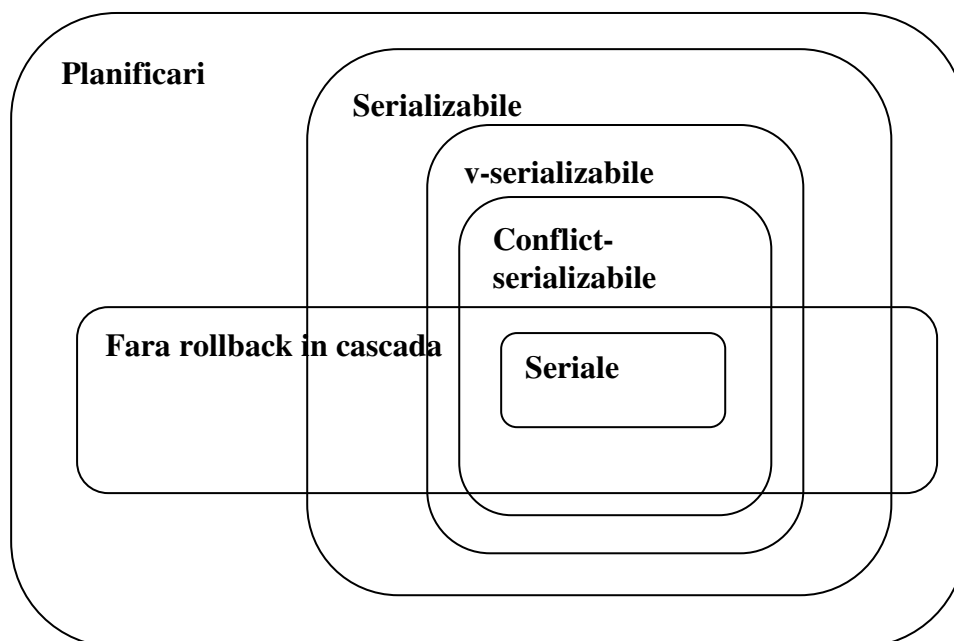 Planificari
Serializabile
v-serializabile
Conflict-
serializabile
Fara rollback in cascada
Seriale